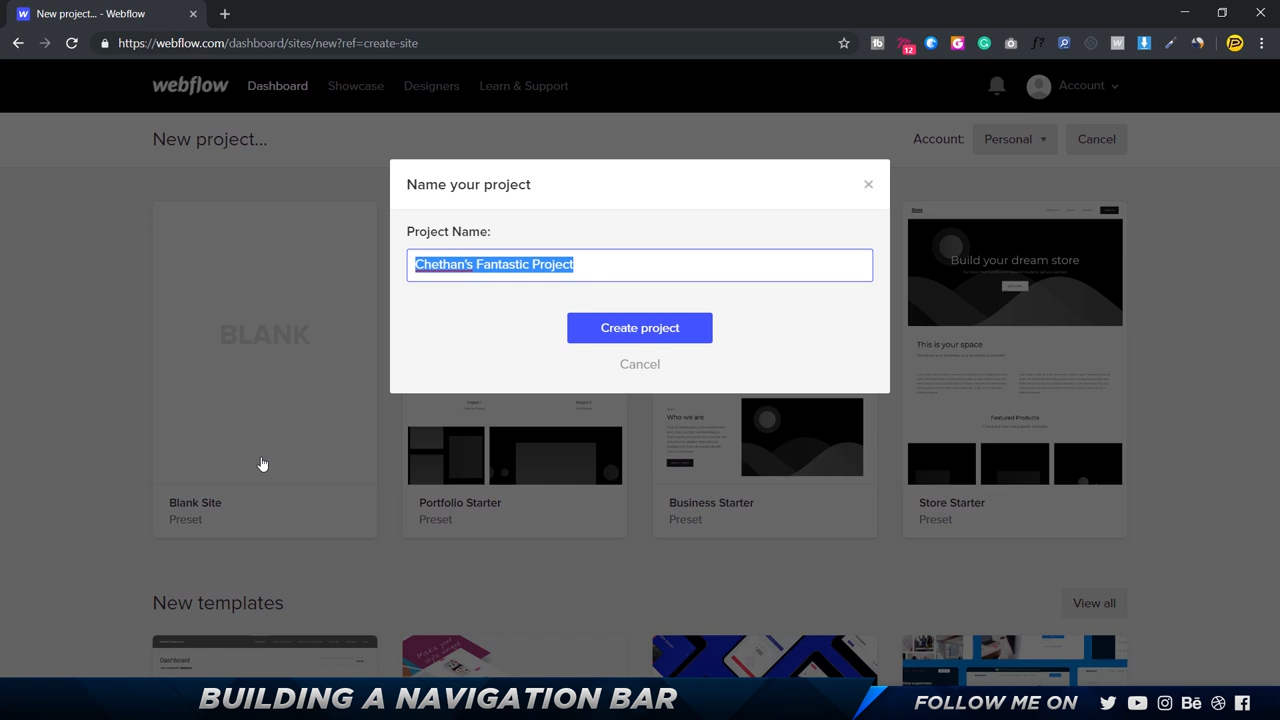 New project... - Webflow
https://webflow.com/dashboard/sites/new?ref=create-site
12
webflow
Dashboard
Showcase
Designers
Learn & Support
Account
New project...
Account:
Personal
Cancel
Name your project
Project Name:
Chethan's Fantastic Project
Create project
Cancel
BLANK
Build your dream store
This is your space
Featured Products
Who we are
Blank Site
Preset
Portfolio Starter
Preset
Business Starter
Preset
Store Starter
Preset
New templates
View all
Dashboard
BUILDING A NAVIGATION BAR
FOLLOW ME ON